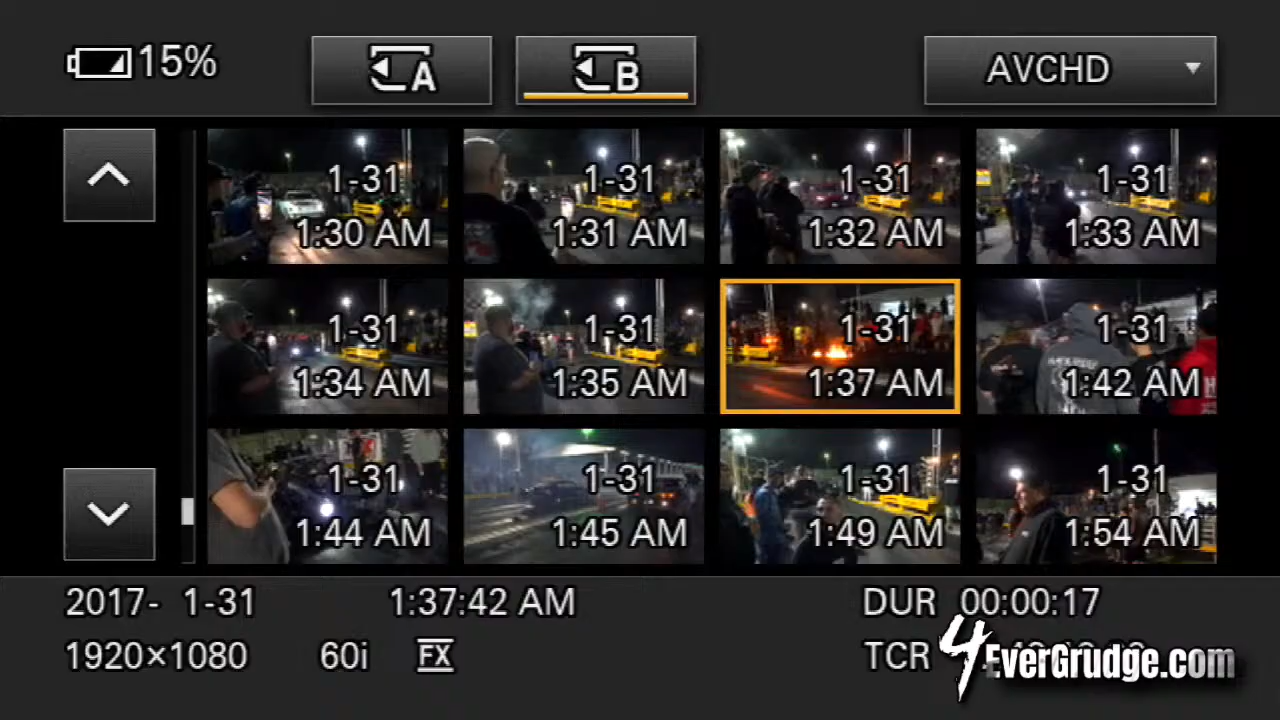 15% A B AVCHD
1-31 1-31 1-31 1-31
1:30 AM 1:31 AM 1:32 AM 1:33 AM
1-31 1-31 1-31 1-31
1:34 AM 1:35 AM 1:37 AM 1:42 AM
1-31 1-31 1-31 1-31
1:44 AM 1:45 AM 1:49 AM 1:54 AM
2017- 1-31 1:37:42 AM DUR 00:00:17
1920×1080 60i FX TCR
4EverGrudge.com